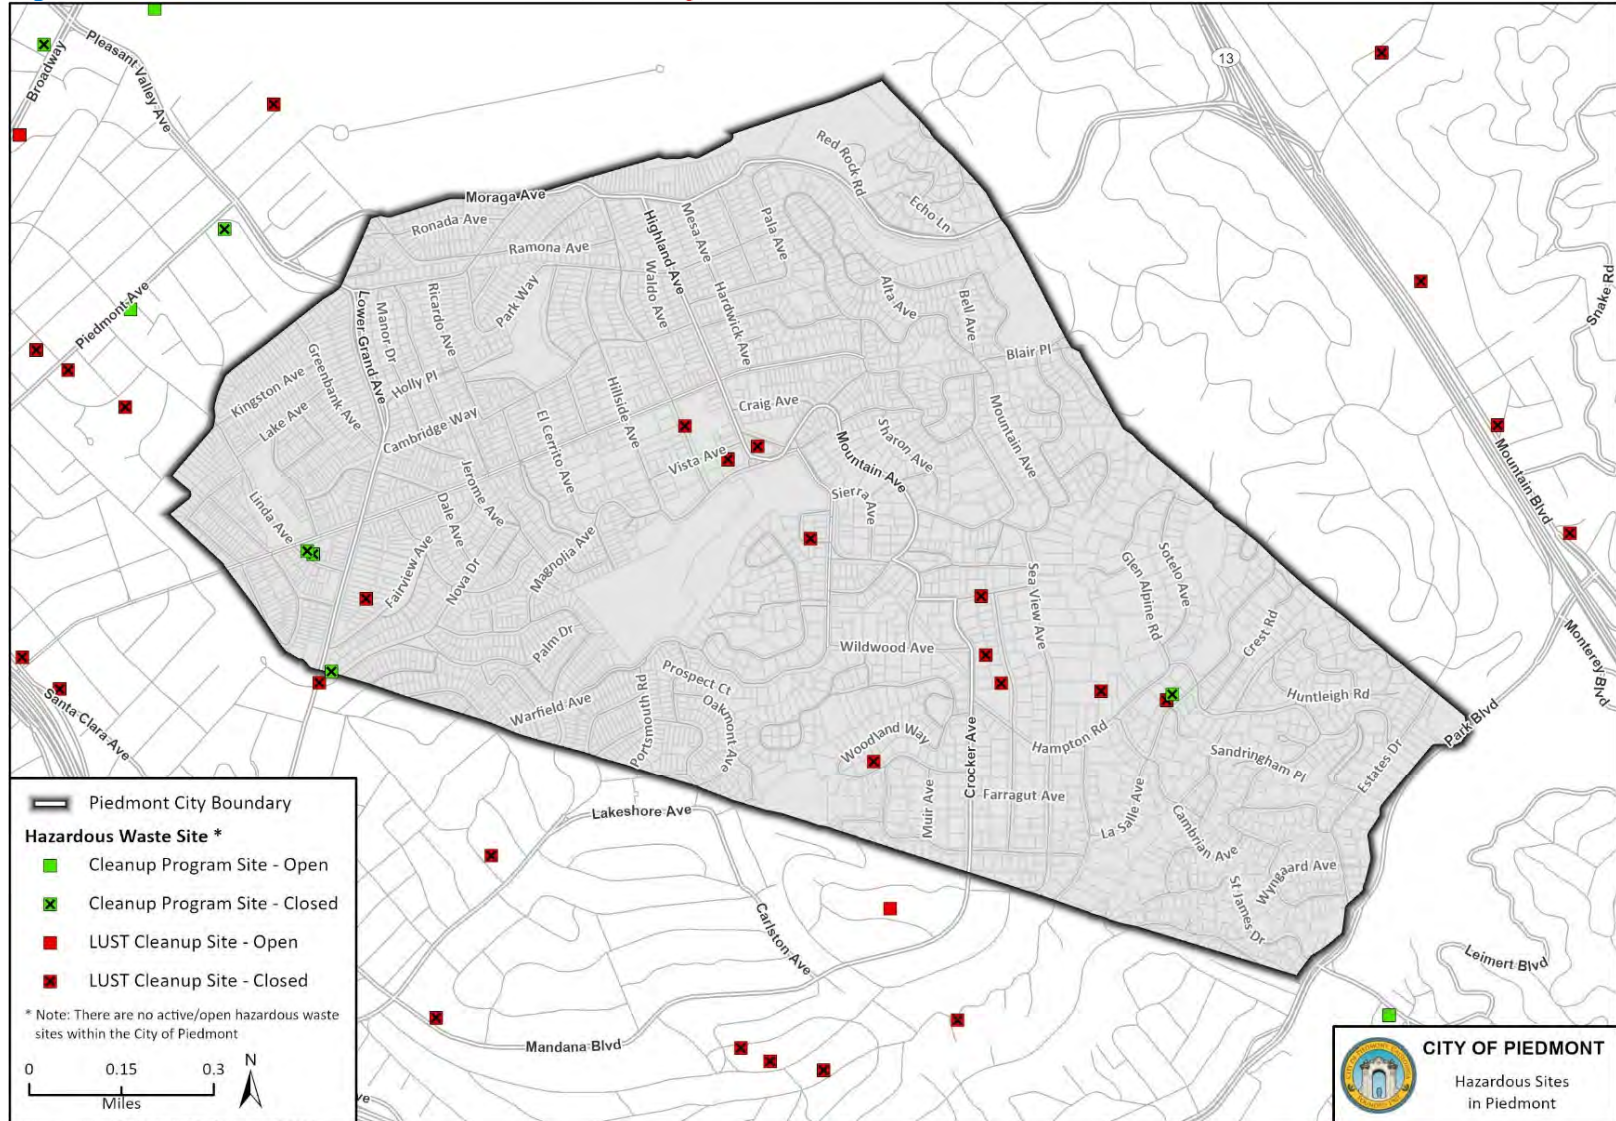 Broadway
Pleasant Valley Ave
13
Red Rock Rd
Echo Ln
Moraga Ave
Ronada Ave
Ramona Ave
Highland Ave
Mesa Ave
Pala Ave
Waldo Ave
Hardwick Ave
Alta Ave
Bell Ave
Blair Pl
Snake Rd
Piedmont Ave
Lower Grand Ave
Manor Dr
Ricardo Ave
Park Way
Kingston Ave
Greenbank Ave
Lake Ave
Holly Pl
Cambridge Way
Hillside Ave
El Cerrito Ave
Craig Ave
Vista Ave
Mountain Ave
Sharon Ave
Mountain Ave
Mountain Blvd
Linda Ave
Jerome Ave
Dale Ave
Fairview Ave
Nova Dr
Magnolia Ave
Sierra Ave
Sea View Ave
Glen Alpine Rd
Sotelo Ave
Crest Rd
Monterey Blvd
Palm Dr
Wildwood Ave
Prospect Ct
Portsmouth Rd
Oakmont Ave
Warfield Ave
Woodland Way
Crocker Ave
Hampton Rd
Huntleigh Rd
Sandringham Pl
Estates Dr
Park Blvd
Santa Clara Ave
Muir Ave
Farragut Ave
La Salle Ave
Cambrian Ave
Wyngaard Ave
St James Dr
Lakeshore Ave
Carlston Ave
Leimert Blvd
Mandana Blvd
ve
Piedmont City Boundary
Hazardous Waste Site *
Cleanup Program Site - Open
Cleanup Program Site - Closed
LUST Cleanup Site - Open
LUST Cleanup Site - Closed
* Note: There are no active/open hazardous waste
sites within the City of Piedmont
0 0.15 0.3
Miles
N
CITY OF PIEDMONT
Hazardous Sites
in Piedmont